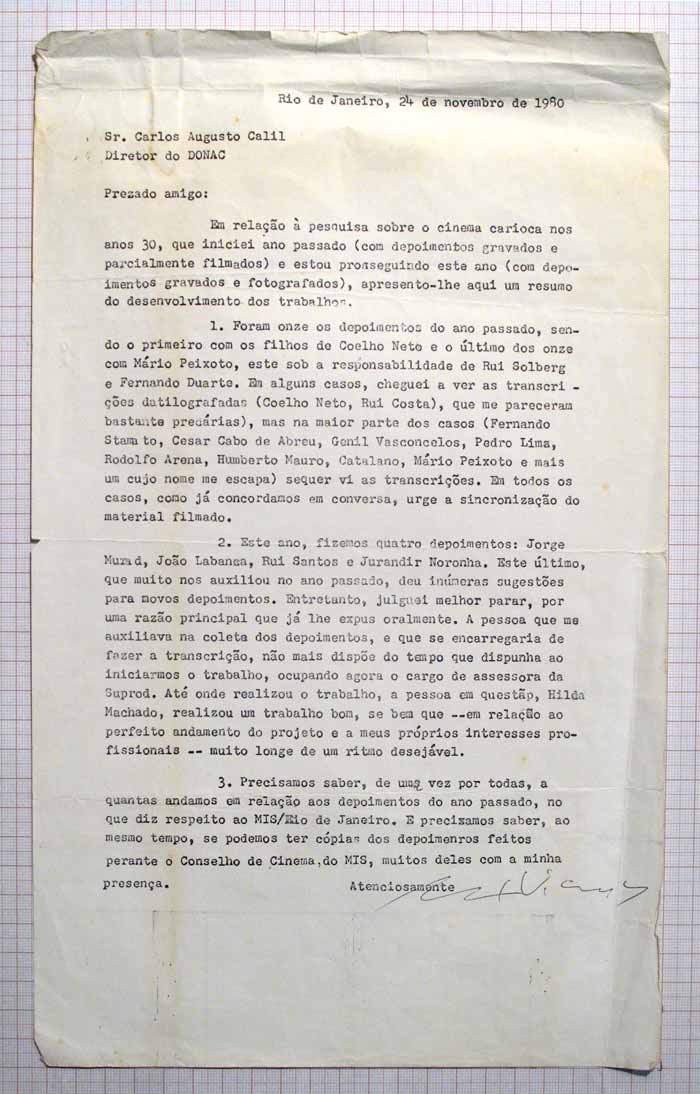 Rio de Janeiro, 24 de novembro de 1980
Sr. Carlos Augusto Calil
Diretor do DONAC
Prezado amigo:
Em relação à pesquisa sobre o cinema carioca nos
anos 30, que iniciei ano passado (com depoimentos gravados e
parcialmente filmados) e estou prosseguindo este ano (com depo-
imentos gravados e fotografados), apresento-lhe aqui um resumo
do desenvolvimento dos trabalhos.
1. Foram onze os depoimentos do ano passado, sen-
do o primeiro com os filhos de Coelho Neto e o último dos onze
com Mário Peixoto, este sob a responsabilidade de Rui Solberg
e Fernando Duarte. Em alguns casos, cheguei a ver as transcri -
ções datilografadas (Coelho Neto, Rui Costa), que me pareceram
bastante precárias), mas na maior parte dos casos (Fernando
Stamato, Cesar Cabo de Abreu, Genil Vasconcelos, Pedro Lima,
Rodolfo Arena, Humberto Mauro, Catalano, Mário Peixoto e mais
um cujo nome me escapa) sequer vi as transcrições. Em todos os
casos, como já concordamos em conversa, urge a sincronização do
material filmado.
2. Este ano, fizemos quatro depoimentos: Jorge
Murad, João Labanca, Rui Santos e Jurandir Noronha. Este último,
que muito nos auxiliou no ano passado, deu inúmeras sugestões
para novos depoimentos. Entretanto, julguei melhor parar, por
uma razão principal que já lhe expus oralmente. A pessoa que me
auxiliava na coleta dos depoimentos, e que se encarregaria de
fazer a transcrição, não mais dispõe do tempo que dispunha ao
iniciarmos o trabalho, ocupando agora o cargo de assessora da
Suprod. Até onde realizou o trabalho, a pessoa em questãp, Hilda
Machado, realizou um trabalho bom, se bem que --em relação ao
perfeito andamento do projeto e a meus próprios interesses pro-
fissionais -- muito longe de um ritmo desejável.
3. Precisamos saber, de uma vez por todas, a
quantas andamos em relação aos depoimentos do ano passado, no
que diz respeito ao MIS/Rio de Janeiro. E precisamos saber, ao
mesmo tempo, se podemos ter cópias dos depoimenros feitos
perante o Conselho de Cinema do MIS, muitos deles com a minha
presença. Atenciosamente